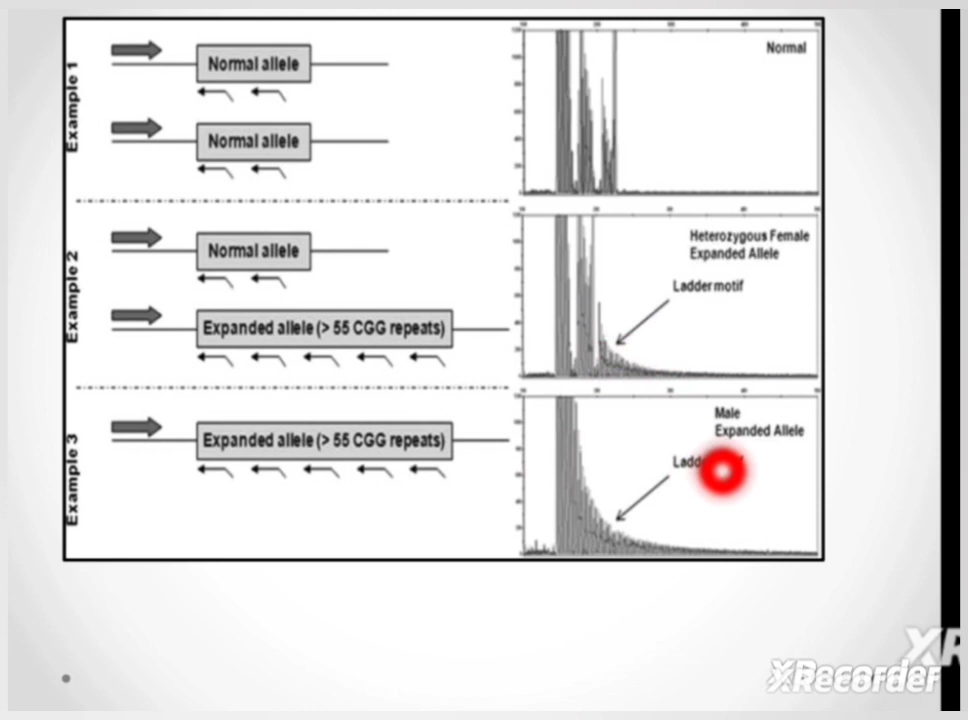 Example 1
Normal allele
Normal allele
Normal
Example 2
Normal allele
Expanded allele (> 55 CGG repeats)
Heterozygous Female
Expanded Allele
Ladder motif
Example 3
Expanded allele (> 55 CGG repeats)
Male
Expanded Allele
XRecorder